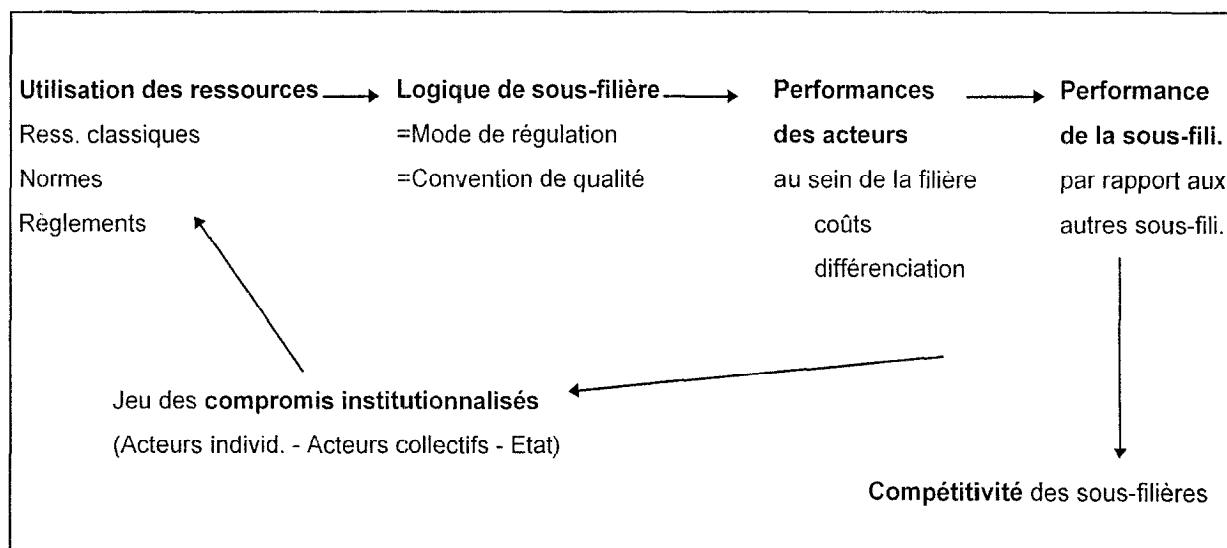 Utilisation des ressources
Ress. classiques
Normes
Règlements
Logique de sous-filière
=Mode de régulation
=Convention de qualité
Performances
des acteurs
au sein de la filière
coûts
différenciation
Performance
de la sous-fili.
par rapport aux
autres sous-fili.
Jeu des compromis institutionnalisés
(Acteurs individ. - Acteurs collectifs - Etat)
Compétitivité des sous-filières